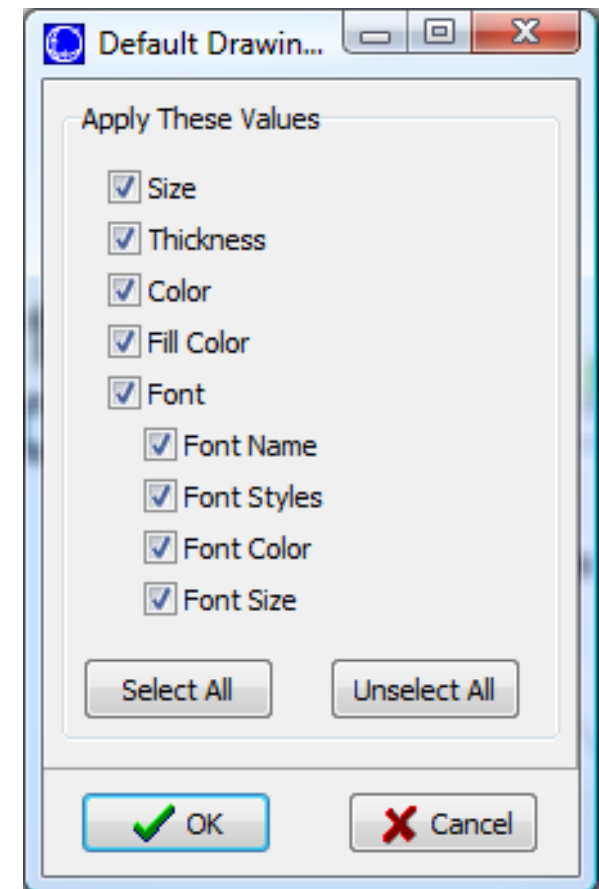 Default Drawin...
Apply These Values
Size
Thickness
Color
Fill Color
Font
Font Name
Font Styles
Font Color
Font Size
Select All Unselect All
OK Cancel